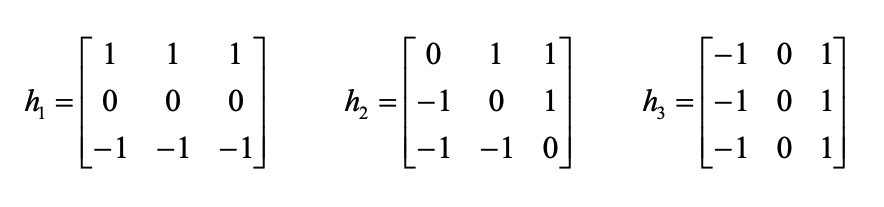 h₁ = [1 1 1; 0 0 0; −1 −1 −1]
h₂ = [0 1 1; −1 0 1; −1 −1 0]
h₃ = [−1 0 1; −1 0 1; −1 0 1]